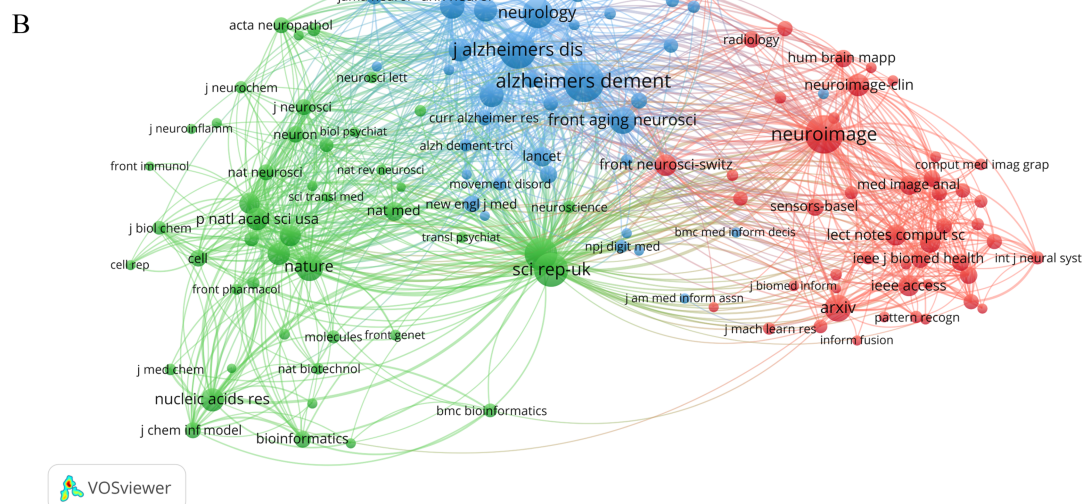 B
neurology
acta neuropathol
radiology
j alzheimers dis
hum brain mapp
neurosci lett
alzheimers dement
neuroimage-clin
j neurochem
j neurosci
curr alzheimer res
front aging neurosci
j neuroinflamm
neuron
biol psychiat
neuroimage
alzh dement-trci
lancet
front immunol
nat neurosci
nat rev neurosci
front neurosci-switz
comput med imag grap
movement disord
med image anal
sci transl med
nat med
new engl j med
neuroscience
sensors-basel
p natl acad sci usa
j biol chem
transl psychiat
npj digit med
bmc med inform decis
lect notes comput sc
cell rep
cell
nature
sci rep-uk
ieee j biomed health
int j neural syst
front pharmacol
j am med inform assn
j biomed inform
ieee access
arxiv
pattern recogn
molecules
front genet
j mach learn res
inform fusion
j med chem
nat biotechnol
nucleic acids res
bmc bioinformatics
j chem inf model
bioinformatics
VOSviewer